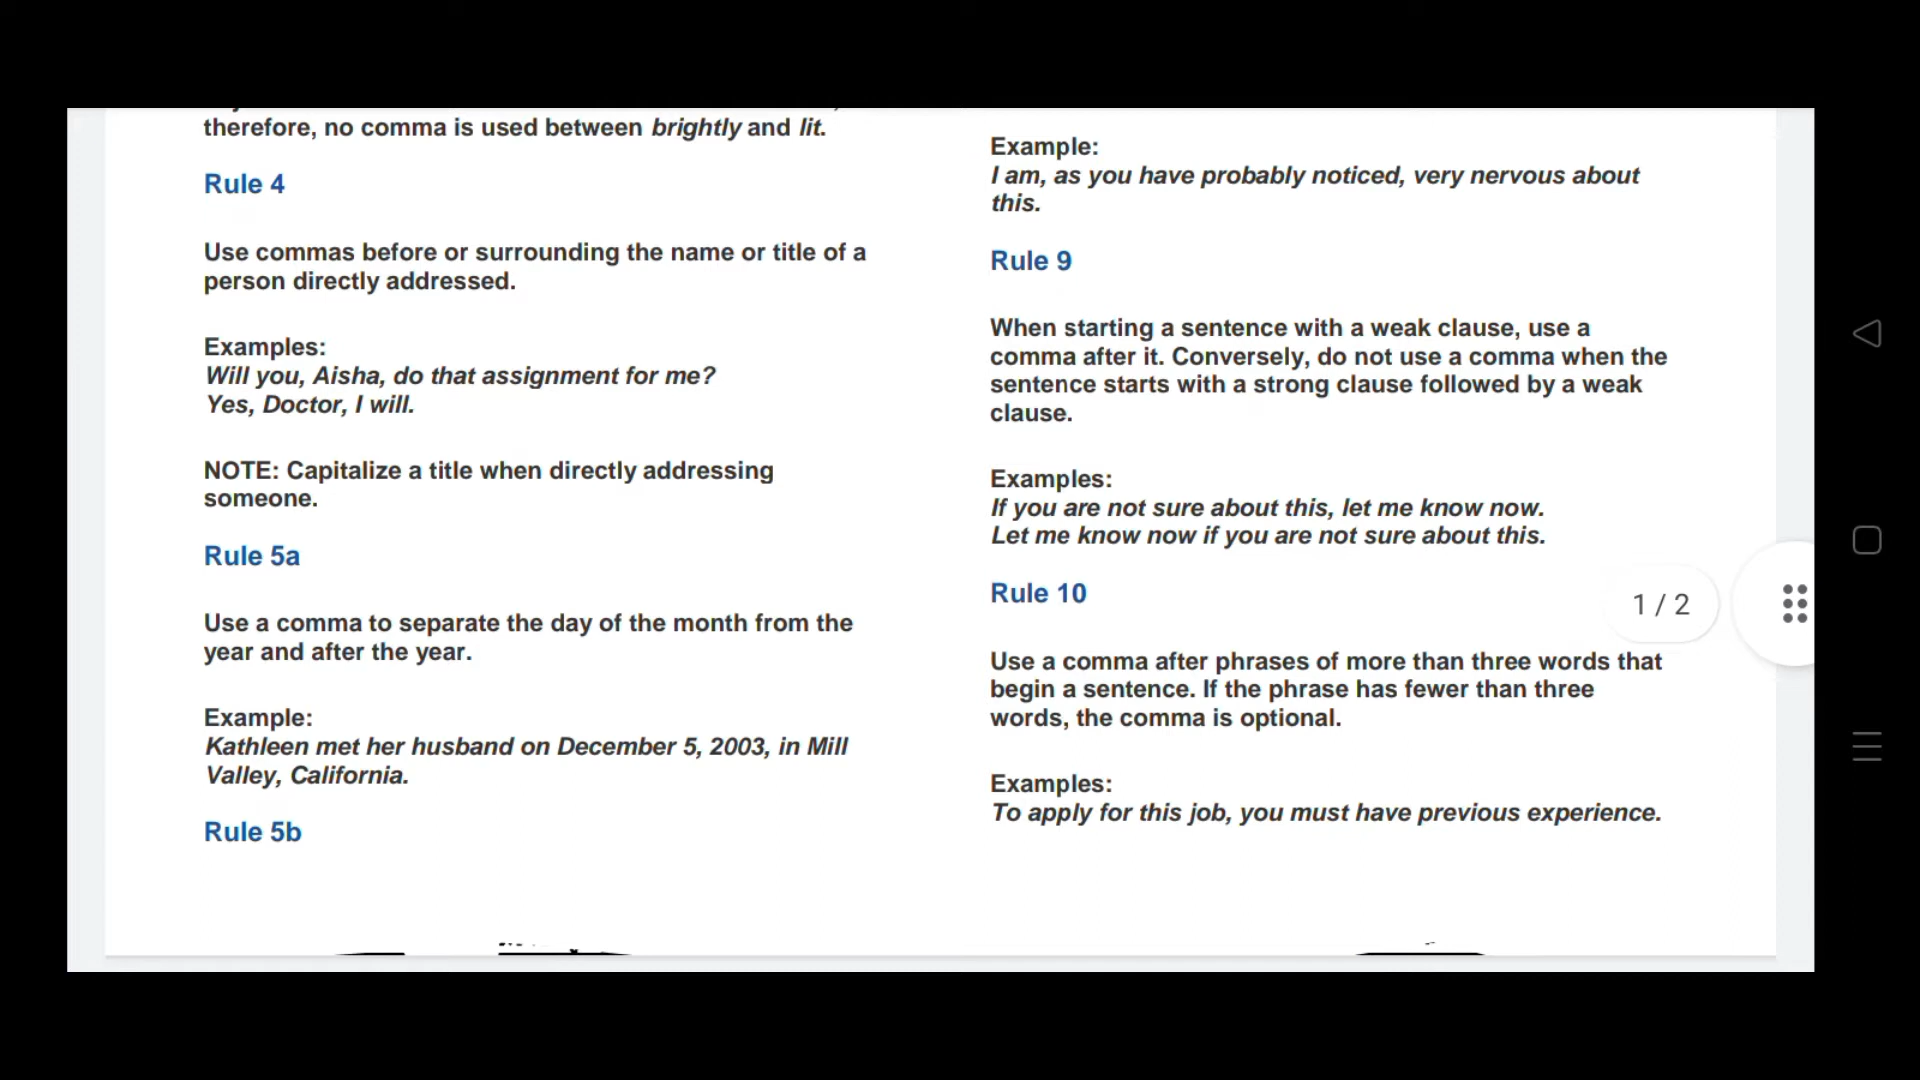 therefore, no comma is used between brightly and lit.
Rule 4
Use commas before or surrounding the name or title of a
person directly addressed.
Examples:
Will you, Aisha, do that assignment for me?
Yes, Doctor, I will.
NOTE: Capitalize a title when directly addressing
someone.
Rule 5a
Use a comma to separate the day of the month from the
year and after the year.
Example:
Kathleen met her husband on December 5, 2003, in Mill
Valley, California.
Rule 5b
Example:
I am, as you have probably noticed, very nervous about
this.
Rule 9
When starting a sentence with a weak clause, use a
comma after it. Conversely, do not use a comma when the
sentence starts with a strong clause followed by a weak
clause.
Examples:
If you are not sure about this, let me know now.
Let me know now if you are not sure about this.
Rule 10
Use a comma after phrases of more than three words that
begin a sentence. If the phrase has fewer than three
words, the comma is optional.
Examples:
To apply for this job, you must have previous experience.
1 / 2